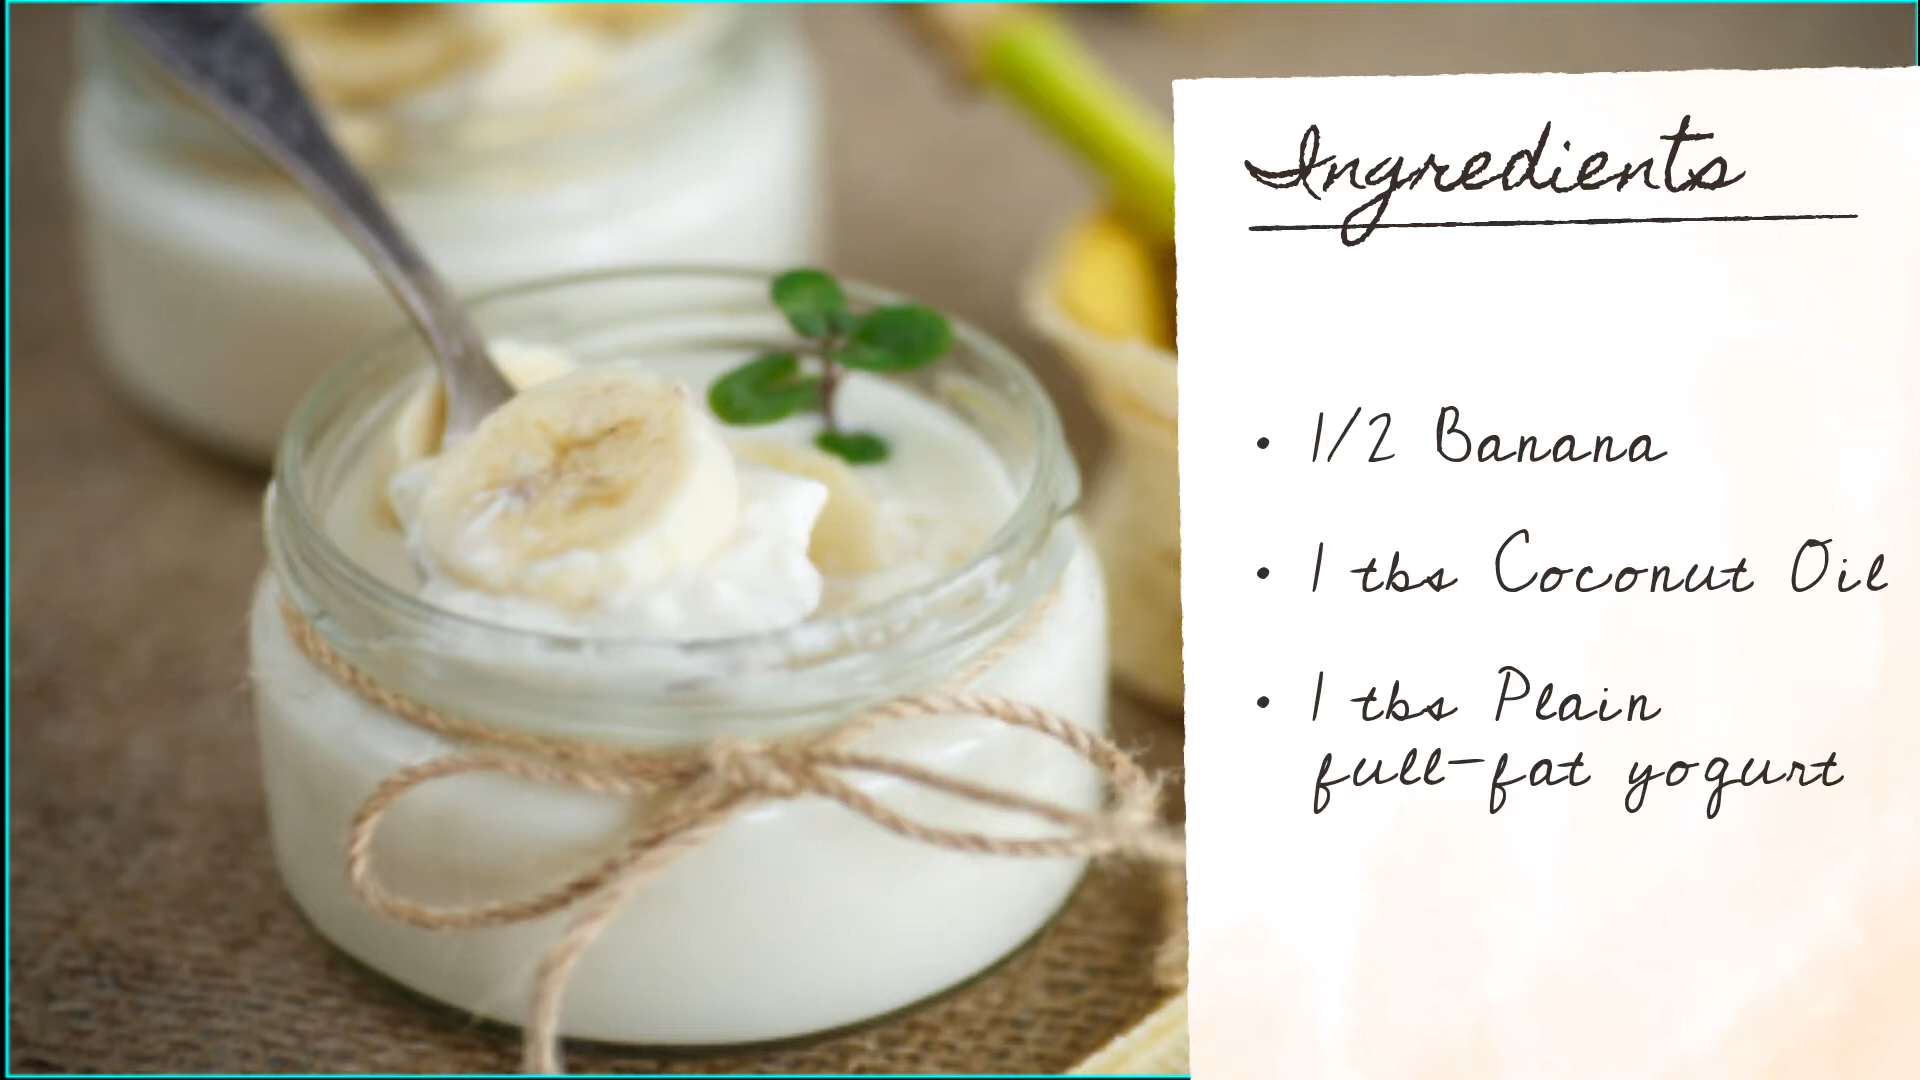 Ingredients
• 1/2 Banana
• 1 tbs Coconut Oil
• 1 tbs Plain
full-fat yogurt